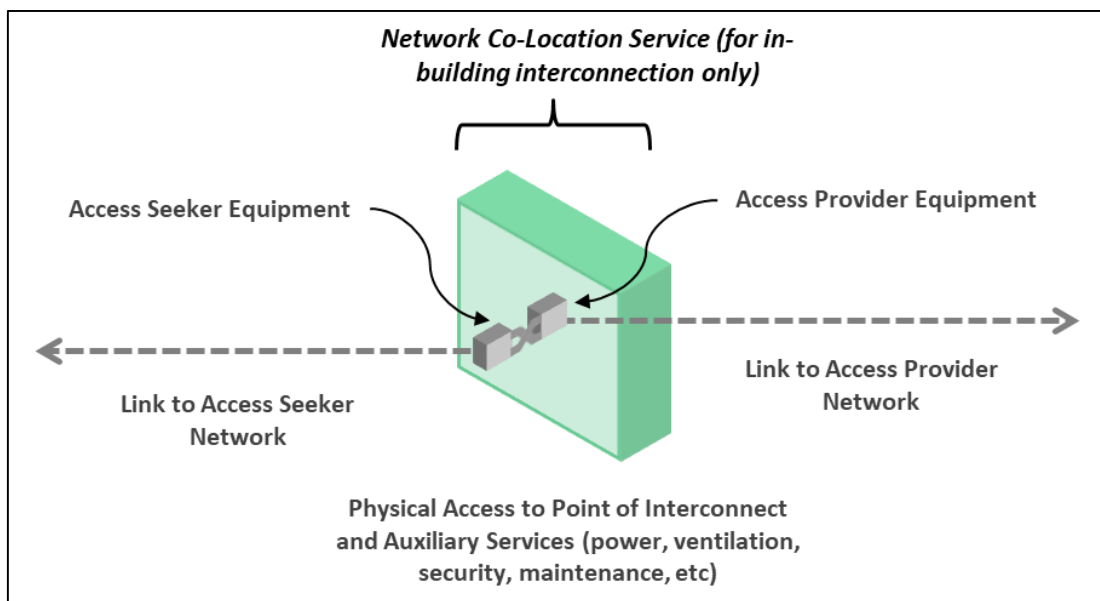 Network Co-Location Service (for in-
building interconnection only)
Access Seeker Equipment
Access Provider Equipment
Link to Access Seeker
Network
Link to Access Provider
Network
Physical Access to Point of Interconnect
and Auxiliary Services (power, ventilation,
security, maintenance, etc)